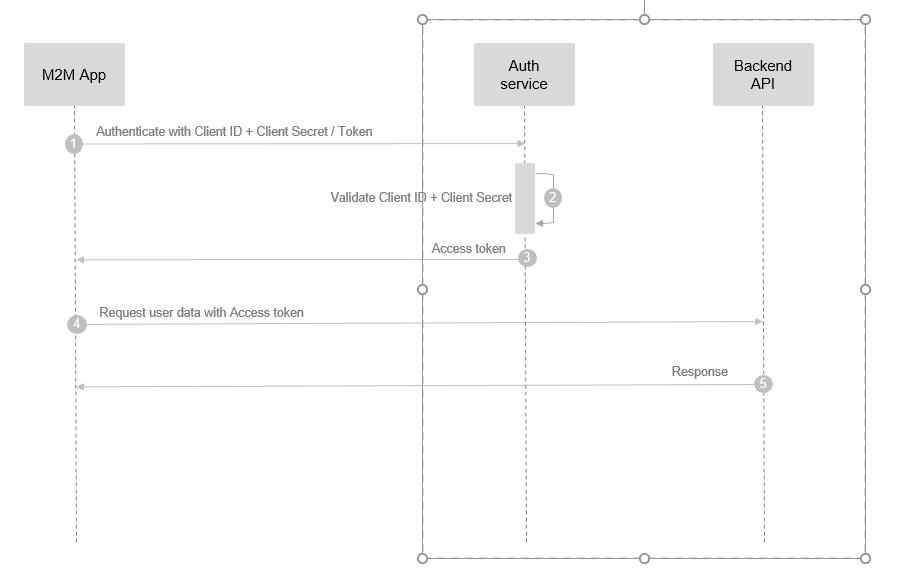 M2M App
Auth
service
Backend
API
Authenticate with Client ID + Client Secret / Token
1
Validate Client ID + Client Secret
2
Access token
3
Request user data with Access token
4
Response
5